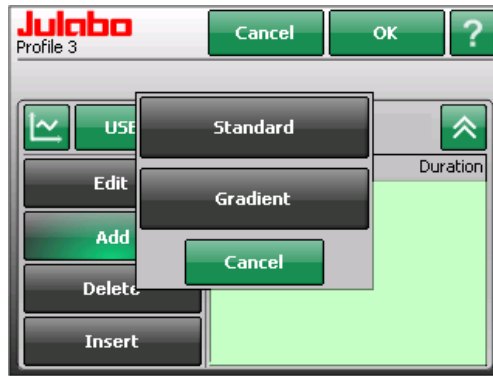 Julabo
Profile 3
Cancel
OK
?
USE
Standard
Duration
Edit
Gradient
Add
Cancel
Delete
Insert